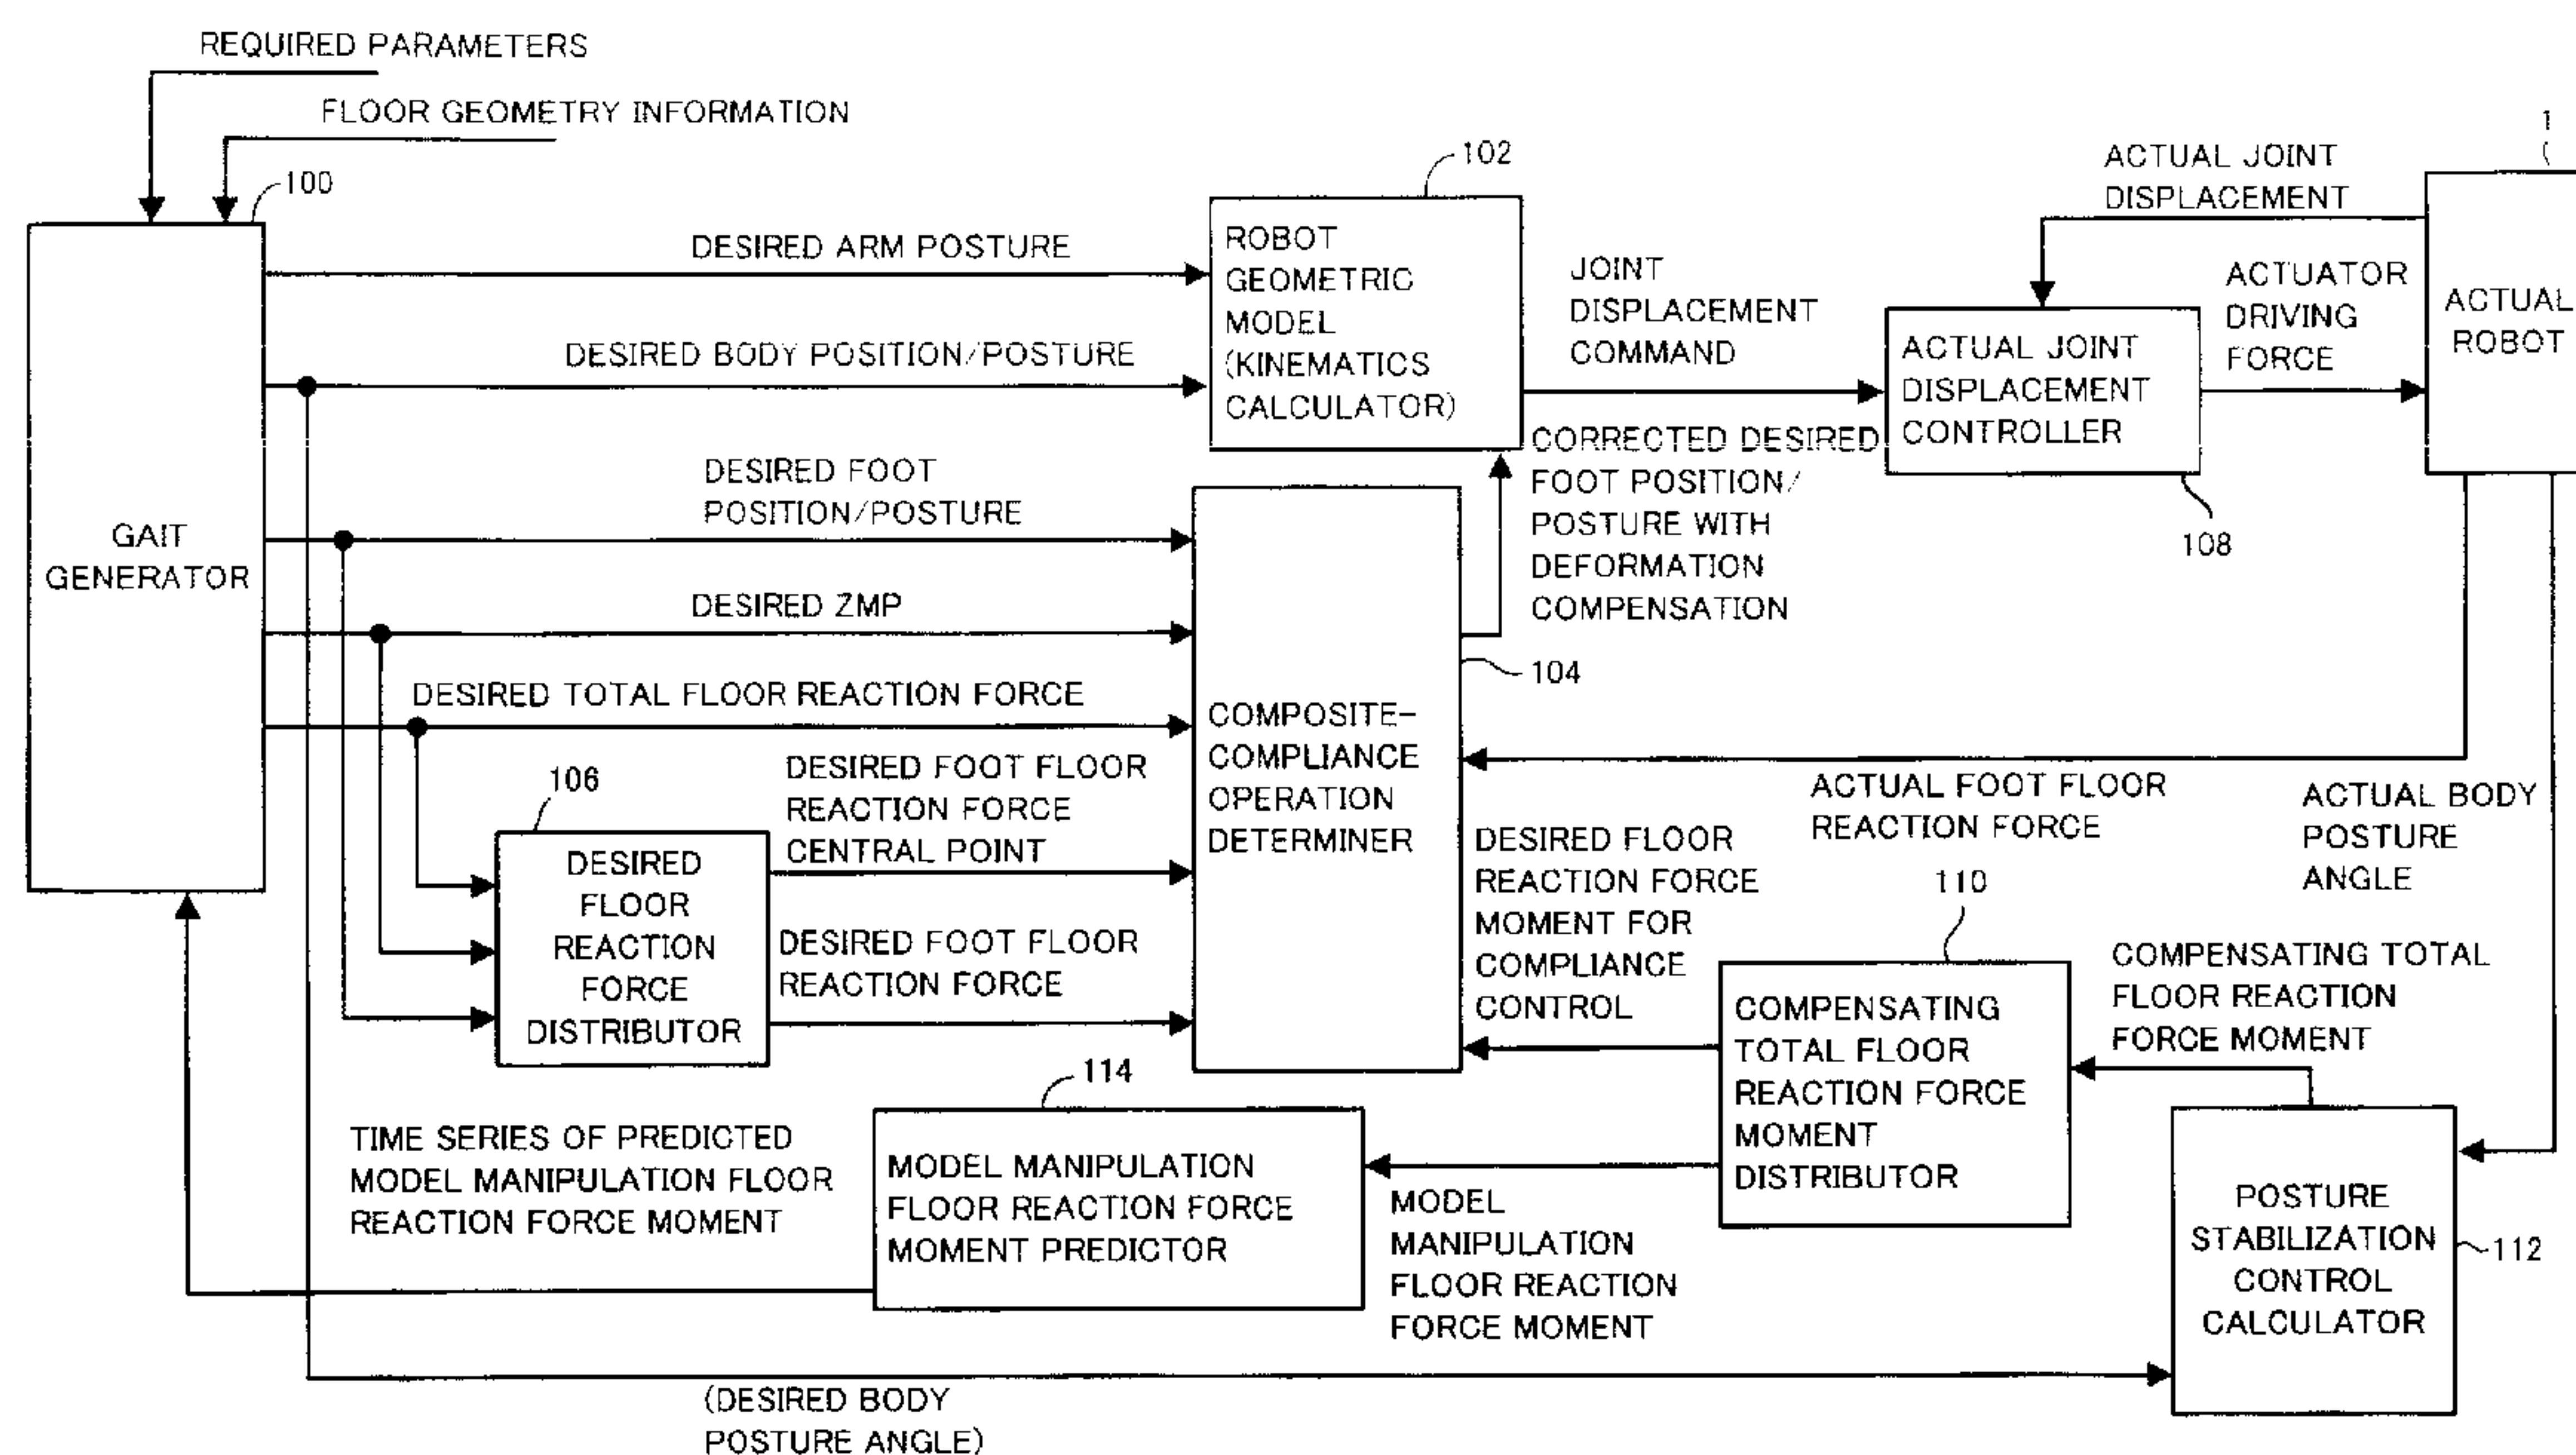 REQUIRED PARAMETERS
FLOOR GEOMETRY INFORMATION
100
GAIT
GENERATOR
DESIRED ARM POSTURE
DESIRED BODY POSITION/POSTURE
DESIRED FOOT
POSITION/POSTURE
DESIRED ZMP
DESIRED TOTAL FLOOR REACTION FORCE
102
ROBOT
GEOMETRIC
MODEL
(KINEMATICS
CALCULATOR)
JOINT
DISPLACEMENT
COMMAND
ACTUAL JOINT
DISPLACEMENT
1
ACTUAL JOINT
DISPLACEMENT
CONTROLLER
108
ACTUATOR
DRIVING
FORCE
ACTUAL
ROBOT
CORRECTED DESIRED
FOOT POSITION/
POSTURE WITH
DEFORMATION
COMPENSATION
104
COMPOSITE-
COMPLIANCE
OPERATION
DETERMINER
106
DESIRED
FLOOR
REACTION
FORCE
DISTRIBUTOR
DESIRED FOOT FLOOR
REACTION FORCE
CENTRAL POINT
DESIRED FOOT FLOOR
REACTION FORCE
ACTUAL FOOT FLOOR
REACTION FORCE
ACTUAL BODY
POSTURE
ANGLE
DESIRED FLOOR
REACTION FORCE
MOMENT FOR
COMPLIANCE
CONTROL
110
COMPENSATING
TOTAL FLOOR
REACTION FORCE
MOMENT
DISTRIBUTOR
COMPENSATING TOTAL
FLOOR REACTION
FORCE MOMENT
114
MODEL MANIPULATION
FLOOR REACTION FORCE
MOMENT PREDICTOR
TIME SERIES OF PREDICTED
MODEL MANIPULATION FLOOR
REACTION FORCE MOMENT
MODEL
MANIPULATION
FLOOR REACTION
FORCE MOMENT
POSTURE
STABILIZATION
CONTROL
CALCULATOR
112
(DESIRED BODY
POSTURE ANGLE)